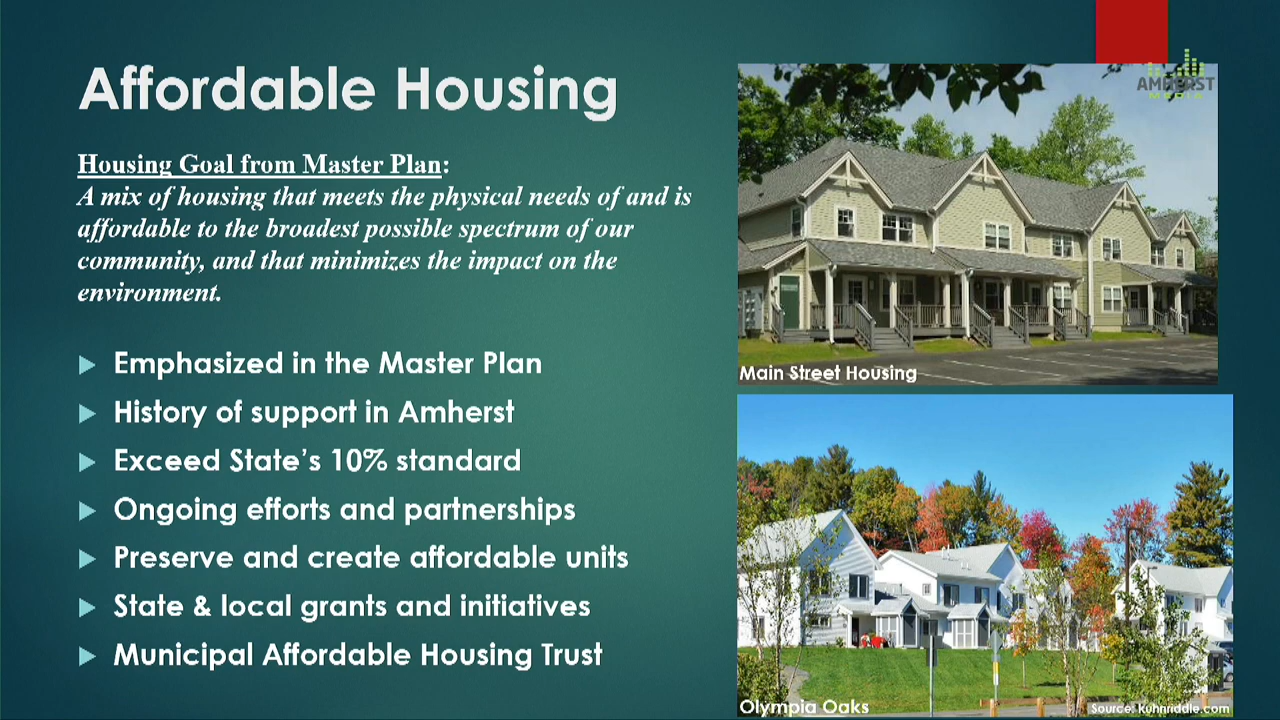 Affordable Housing
AMHERST
MEDIA
Housing Goal from Master Plan:
A mix of housing that meets the physical needs of and is
affordable to the broadest possible spectrum of our
community, and that minimizes the impact on the
environment.
Emphasized in the Master Plan
History of support in Amherst
Exceed State's 10% standard
Ongoing efforts and partnerships
Preserve and create affordable units
State & local grants and initiatives
Municipal Affordable Housing Trust
Main Street Housing
Olympia Oaks
Source: Kuhnriddle.com